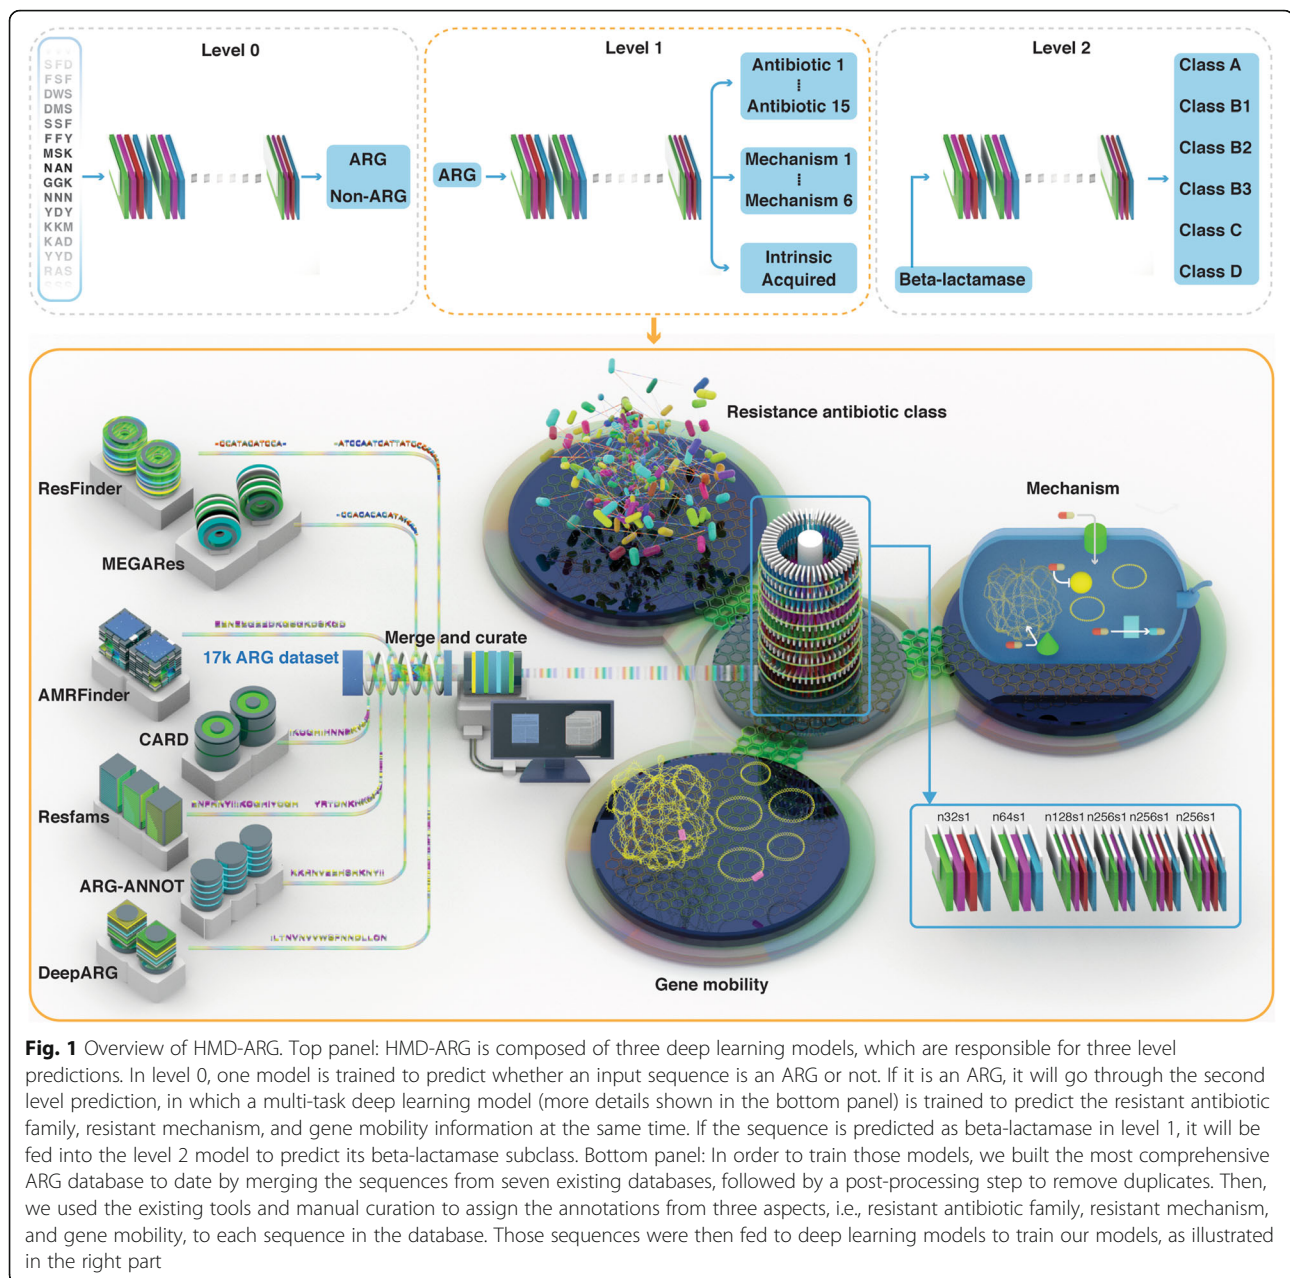 Level 0
SFD
FSF
DWS
DMS
SSF
FFY
MSK
NAN
GGK
NNN
YDY
KKM
KAD
YYD
RAS
ARG
Non-ARG
Level 1
ARG
Antibiotic 1
Antibiotic 15
Mechanism 1
Mechanism 6
Intrinsic
Acquired
Level 2
Beta-lactamase
Class A
Class B1
Class B2
Class B3
Class C
Class D
ResFinder
MEGARes
AMRFinder
CARD
Resfams
ARG-ANNOT
DeepARG
17k ARG dataset
Merge and curate
Resistance antibiotic class
Mechanism
Gene mobility
n32s1 n64s1 n128s1 n256s1 n256s1 n256s1
Fig. 1 Overview of HMD-ARG. Top panel: HMD-ARG is composed of three deep learning models, which are responsible for three level
predictions. In level 0, one model is trained to predict whether an input sequence is an ARG or not. If it is an ARG, it will go through the second
level prediction, in which a multi-task deep learning model (more details shown in the bottom panel) is trained to predict the resistant antibiotic
family, resistant mechanism, and gene mobility information at the same time. If the sequence is predicted as beta-lactamase in level 1, it will be
fed into the level 2 model to predict its beta-lactamase subclass. Bottom panel: In order to train those models, we built the most comprehensive
ARG database to date by merging the sequences from seven existing databases, followed by a post-processing step to remove duplicates. Then,
we used the existing tools and manual curation to assign the annotations from three aspects, i.e., resistant antibiotic family, resistant mechanism,
and gene mobility, to each sequence in the database. Those sequences were then fed to deep learning models to train our models, as illustrated
in the right part